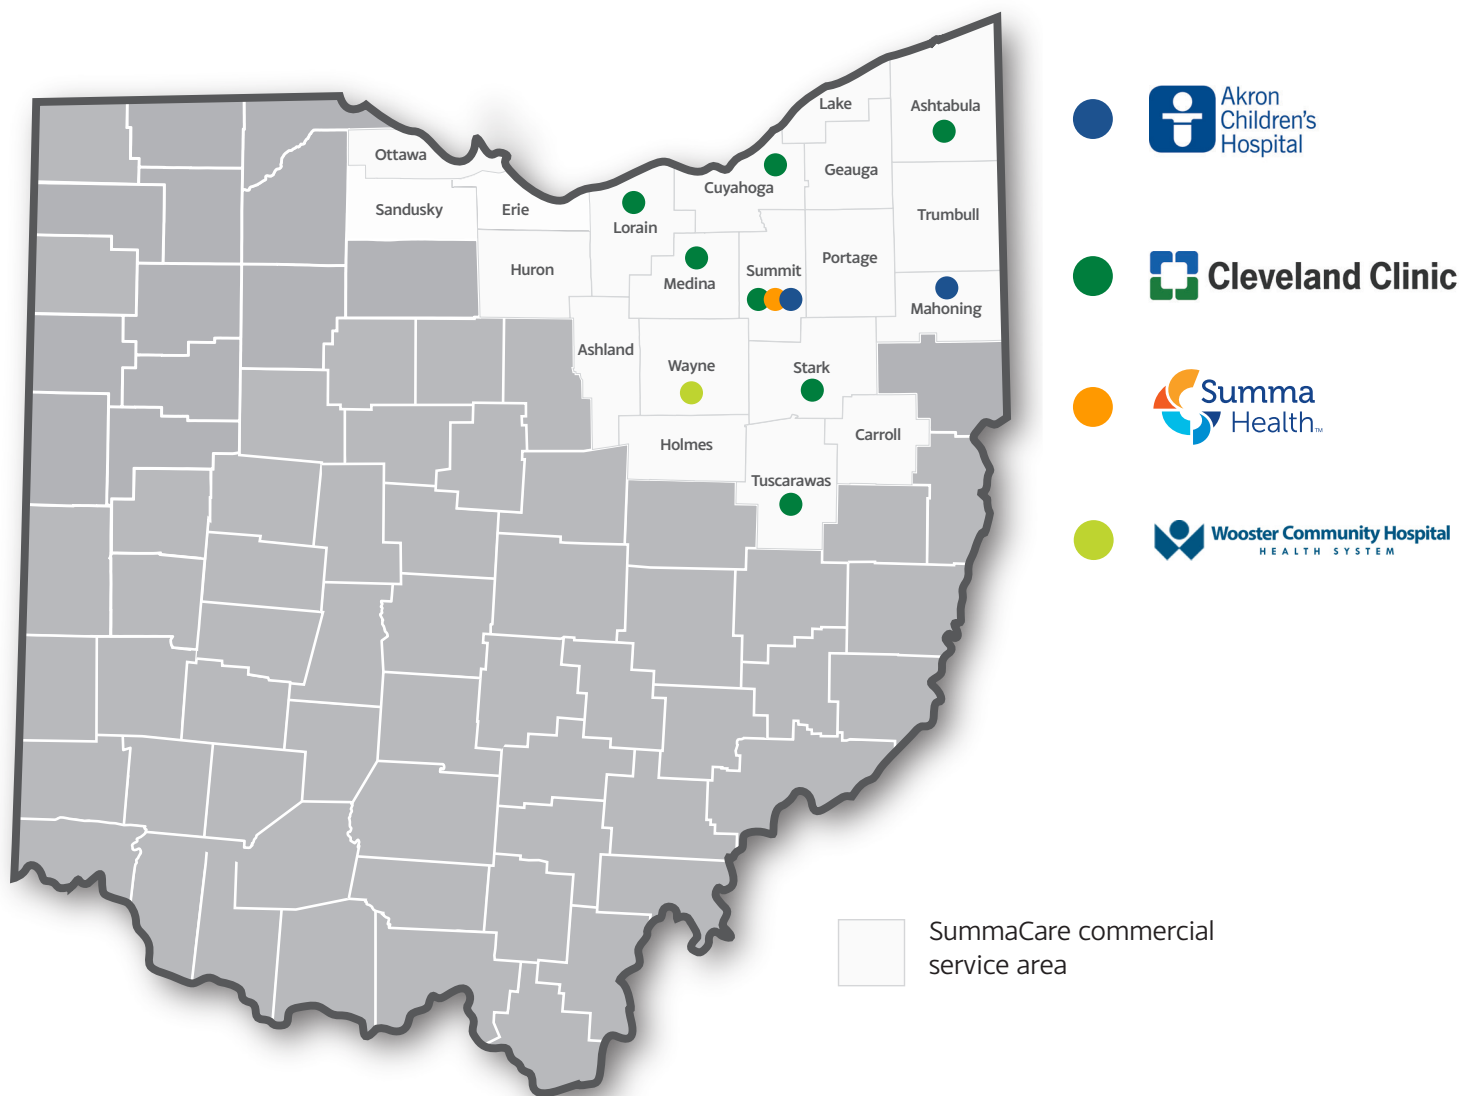 Lake
Ashtabula
Ottawa
Geauga
Cuyahoga
Sandusky
Erie
Trumbull
Lorain
Portage
Huron
Summit
Medina
Mahoning
Ashland
Wayne
Stark
Carroll
Holmes
Tuscarawas
Akron
Children's
Hospital
Cleveland Clinic
Summa
Health™
Wooster Community Hospital
HEALTH SYSTEM
SummaCare commercial
service area